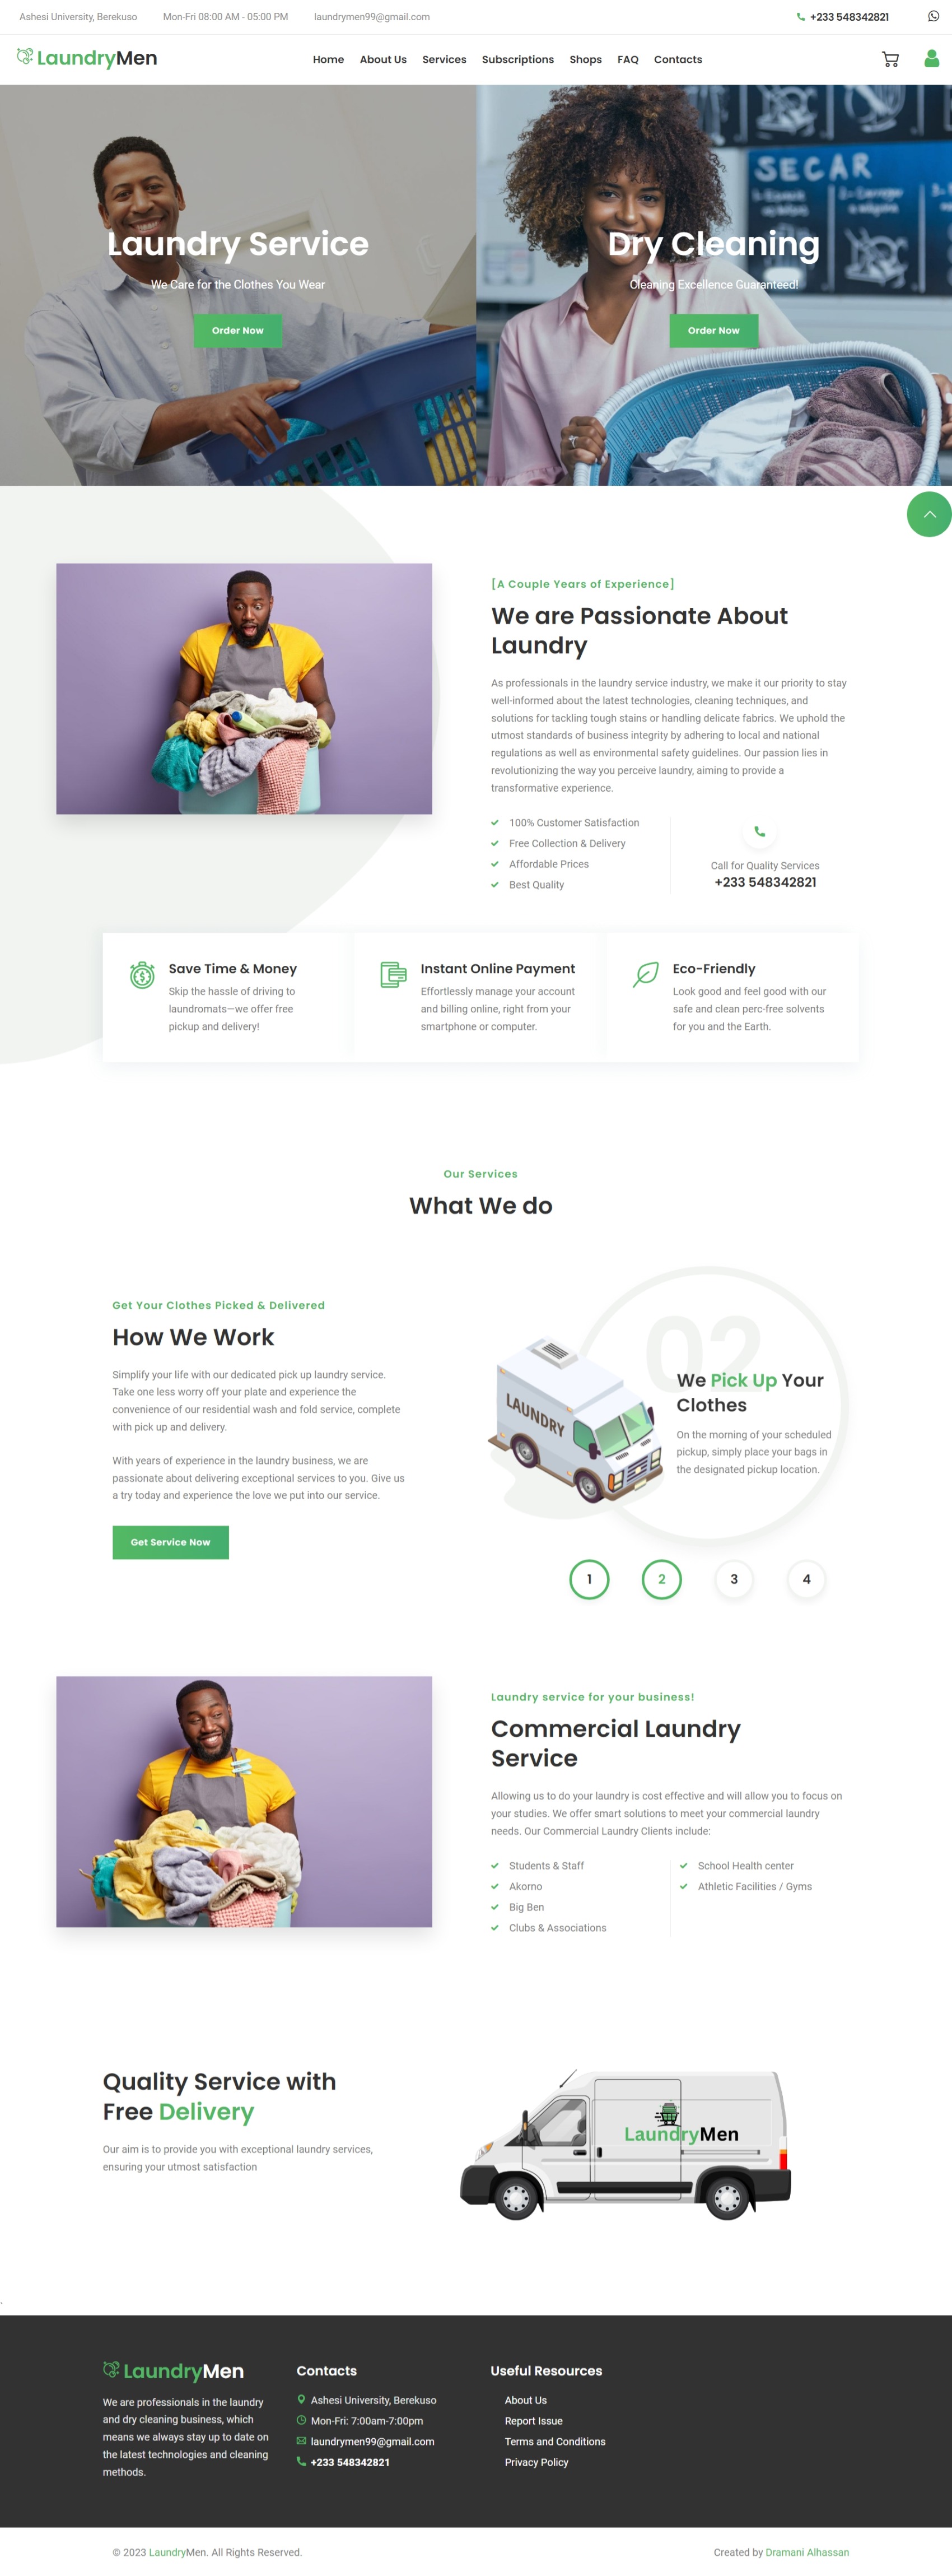 Ashesi University, Berekuso
Mon-Fri 08:00 AM - 05:00 PM
laundrymen99@gmail.com
+233 548342821
LaundryMen
Home
About Us
Services
Subscriptions
Shops
FAQ
Contacts
SECAR
Laundry Service
We Care for the Clothes You Wear
Order Now
Dry Cleaning
Cleaning Excellence Guaranteed!
Order Now
[A Couple Years of Experience]
We are Passionate About
Laundry
As professionals in the laundry service industry, we make it our priority to stay
well-informed about the latest technologies, cleaning techniques, and
solutions for tackling tough stains or handling delicate fabrics. We uphold the
utmost standards of business integrity by adhering to local and national
regulations as well as environmental safety guidelines. Our passion lies in
revolutionizing the way you perceive laundry, aiming to provide a
transformative experience.
100% Customer Satisfaction
Free Collection & Delivery
Affordable Prices
Best Quality
Call for Quality Services
+233 548342821
Save Time & Money
Skip the hassle of driving to
laundromats—we offer free
pickup and delivery!
Instant Online Payment
Effortlessly manage your account
and billing online, right from your
smartphone or computer.
Eco-Friendly
Look good and feel good with our
safe and clean perc-free solvents
for you and the Earth.
Our Services
What We do
Get Your Clothes Picked & Delivered
How We Work
Simplify your life with our dedicated pick up laundry service.
Take one less worry off your plate and experience the
convenience of our residential wash and fold service, complete
with pick up and delivery.
With years of experience in the laundry business, we are
passionate about delivering exceptional services to you. Give us
a try today and experience the love we put into our service.
Get Service Now
LAUNDRY
02
We Pick Up Your
Clothes
On the morning of your scheduled
pickup, simply place your bags in
the designated pickup location.
1
2
3
4
Laundry service for your business!
Commercial Laundry
Service
Allowing us to do your laundry is cost effective and will allow you to focus on
your studies. We offer smart solutions to meet your commercial laundry
needs. Our Commercial Laundry Clients include:
Students & Staff
Akorno
Big Ben
Clubs & Associations
School Health center
Athletic Facilities / Gyms
Quality Service with
Free Delivery
Our aim is to provide you with exceptional laundry services,
ensuring your utmost satisfaction
LaundryMen
.
LaundryMen
We are professionals in the laundry
and dry cleaning business, which
means we always stay up to date on
the latest technologies and cleaning
methods.
Contacts
Ashesi University, Berekuso
Mon-Fri: 7:00am-7:00pm
laundrymen99@gmail.com
+233 548342821
Useful Resources
About Us
Report Issue
Terms and Conditions
Privacy Policy
© 2023 LaundryMen. All Rights Reserved.
Created by Dramani Alhassan